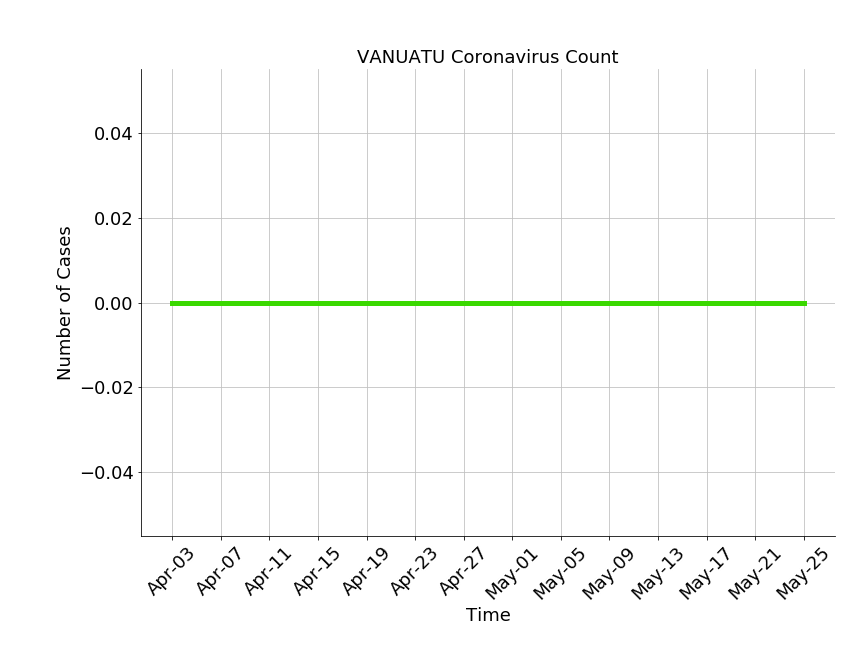 VANUATU Coronavirus Count
Number of Cases
0.04
0.02
0.00
−0.02
−0.04
Apr-03
Apr-07
Apr-11
Apr-15
Apr-19
Apr-23
Apr-27
May-01
May-05
May-09
May-13
May-17
May-21
May-25
Time